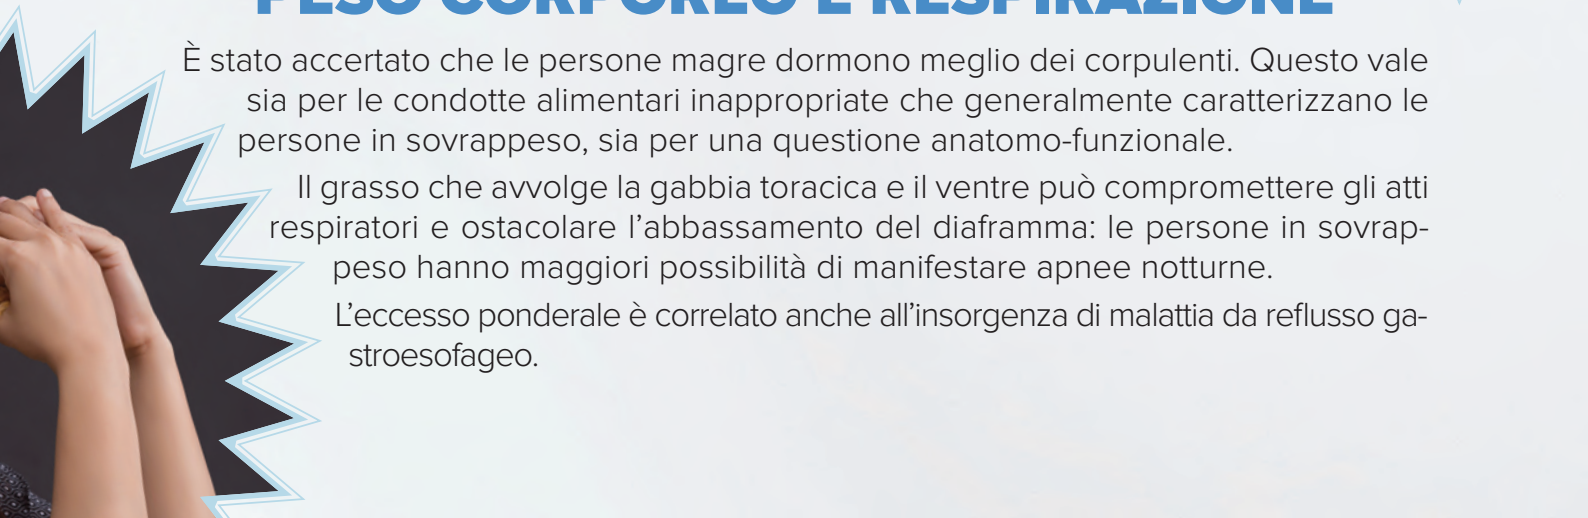 PESO CORPOREO E RESPIRAZIONE
È stato accertato che le persone magre dormono meglio dei corpulenti. Questo vale
sia per le condotte alimentari inappropriate che generalmente caratterizzano le
persone in sovrappeso, sia per una questione anatomo-funzionale.
Il grasso che avvolge la gabbia toracica e il ventre può compromettere gli atti
respiratori e ostacolare l’abbassamento del diaframma: le persone in sovrap-
peso hanno maggiori possibilità di manifestare apnee notturne.
L’eccesso ponderale è correlato anche all’insorgenza di malattia da reflusso ga-
stroesofageo.